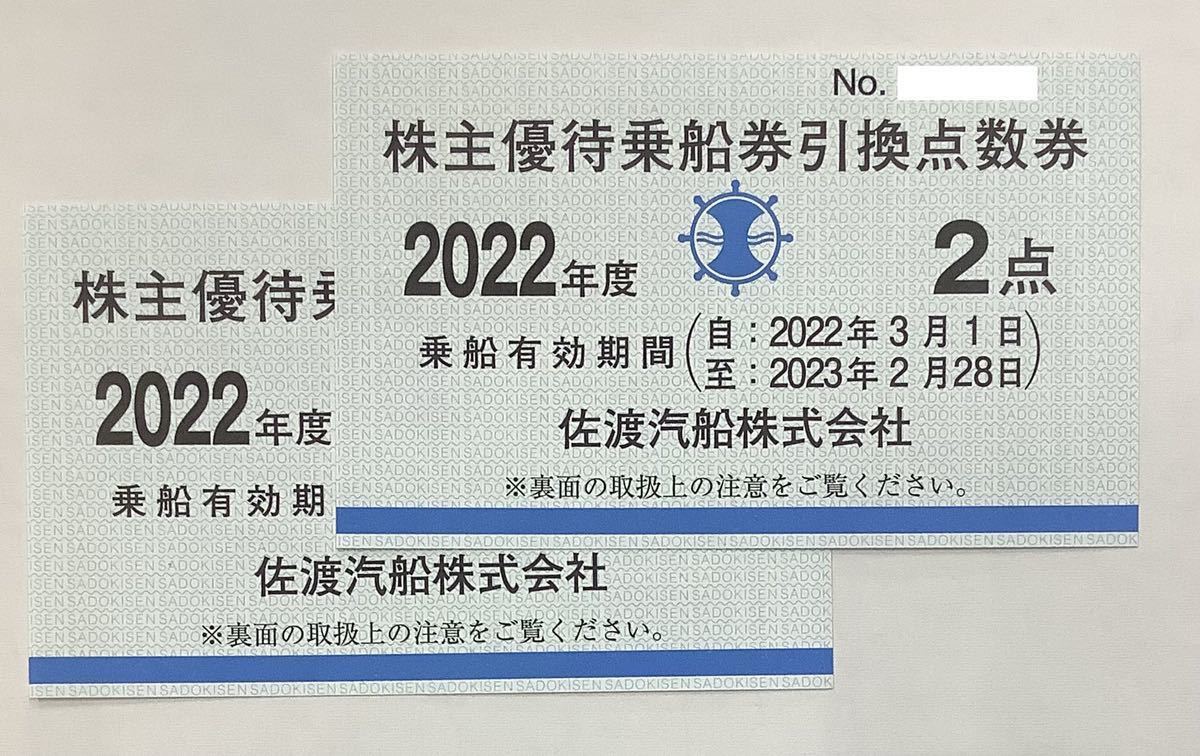 No.
株主優待乗船券引換点数券
2022年度
2点
乗船有効期間(自:2022年3月1日
至:2023年2月28日)
佐渡汽船株式会社
※裏面の取扱上の注意をご覧ください。
株主優待
2022年度
乗船有効期
佐渡汽船株式会社
※裏面の取扱上の注意をご覧ください。
SADOKISEN